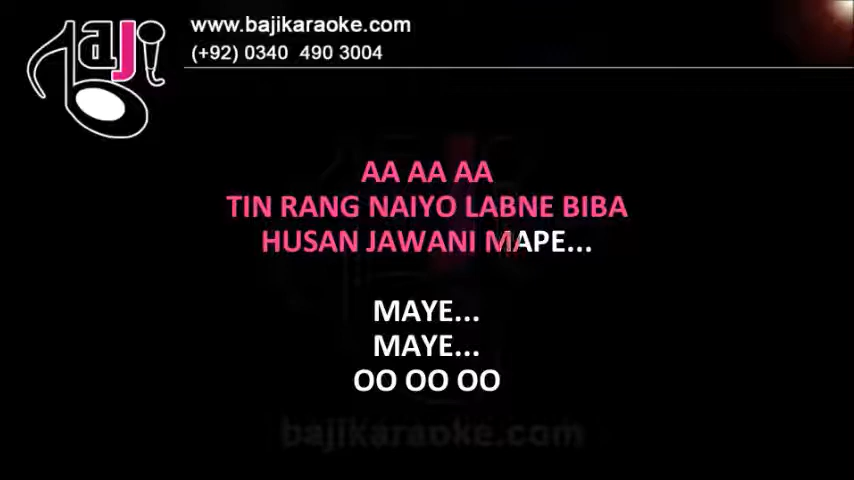 www.bajikaraoke.com
(+92) 0340 490 3004
aji
AA AA AA
TIN RANG NAIYO LABNE BIBA
HUSAN JAWANI MAPE...
MAYE...
MAYE...
OO OO OO
bajikaraoke.com